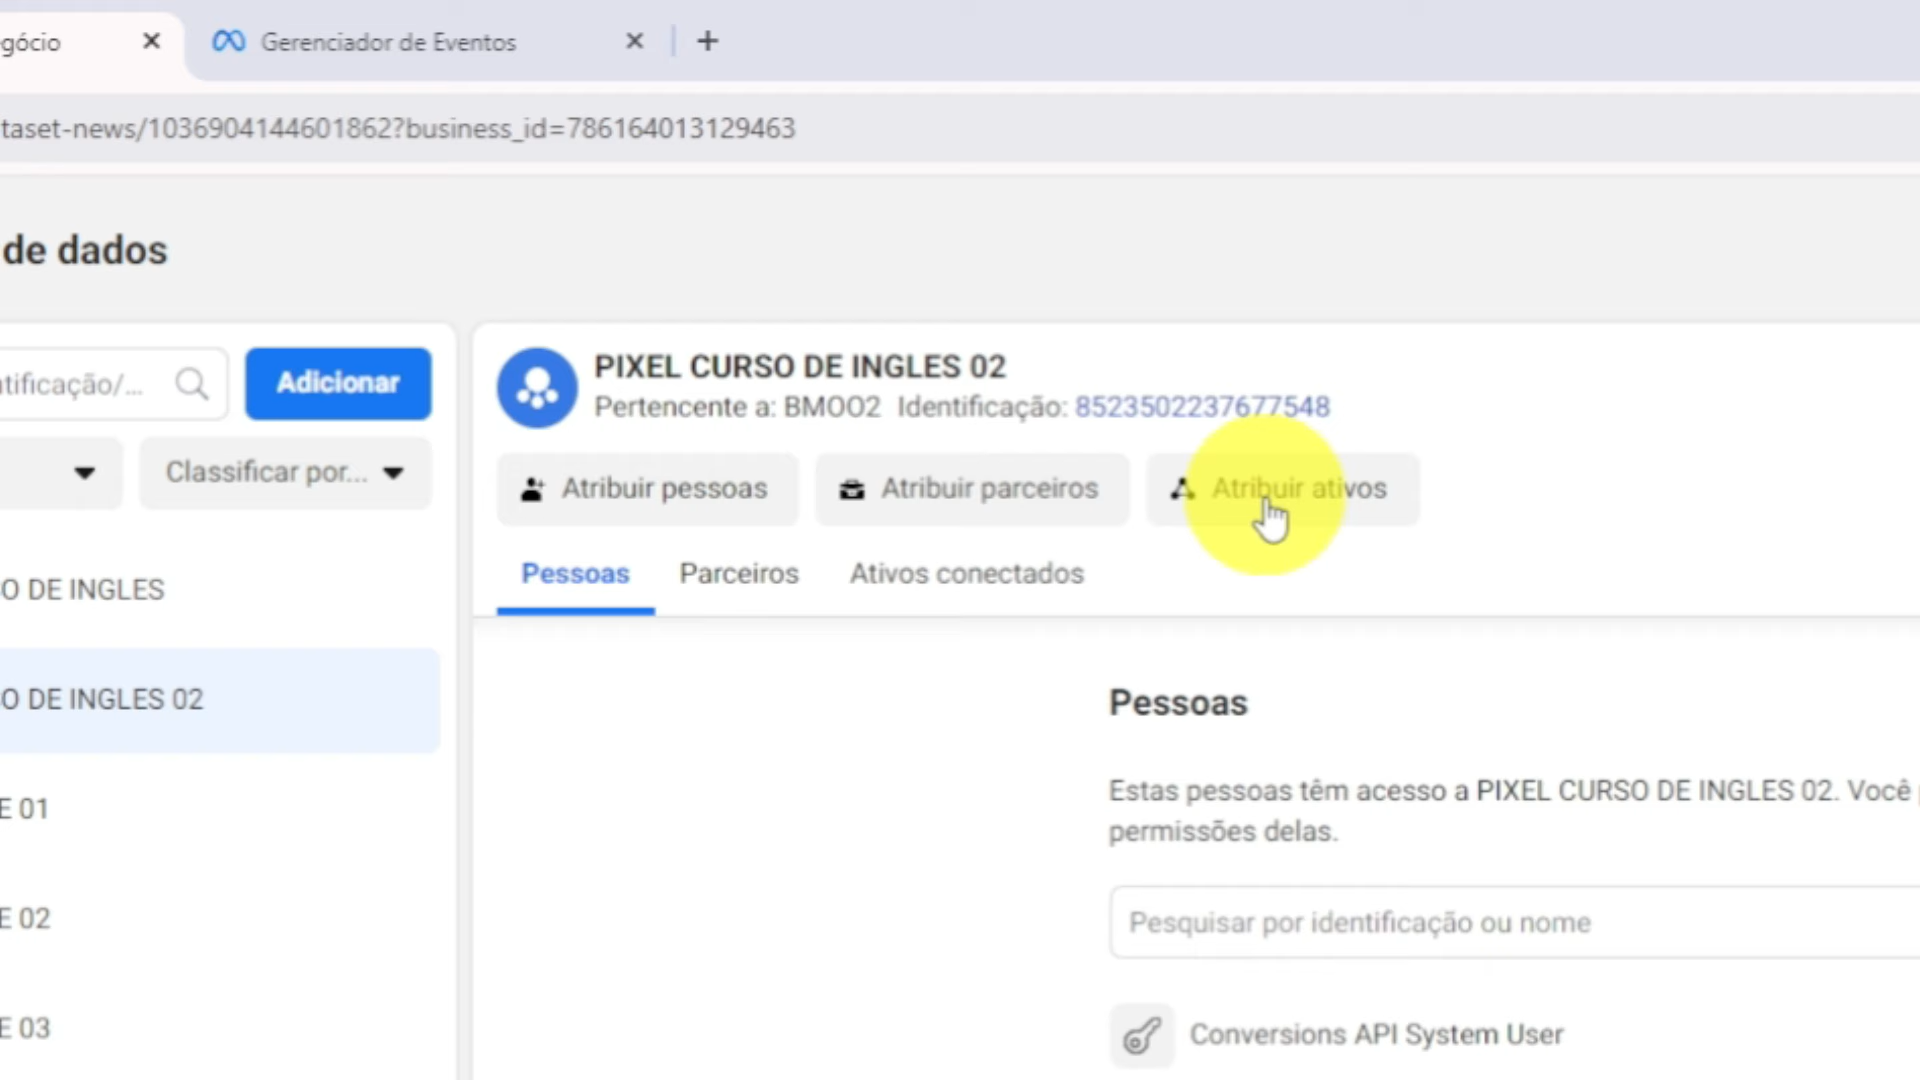 gócio
Gerenciador de Eventos
taset-news/1036904144601862?business_id=786164013129463
de dados
tificação/...
Adicionar
Classificar por...
O DE INGLES
O DE INGLES 02
E 01
E 02
E 03
PIXEL CURSO DE INGLES 02
Pertencente a: BM002 Identificação: 8523502237677548
Atribuir pessoas
Atribuir parceiros
Atribuir ativos
Pessoas
Parceiros
Ativos conectados
Pessoas
Estas pessoas têm acesso a PIXEL CURSO DE INGLES 02. Você
permissões delas.
Pesquisar por identificação ou nome
Conversions API System User